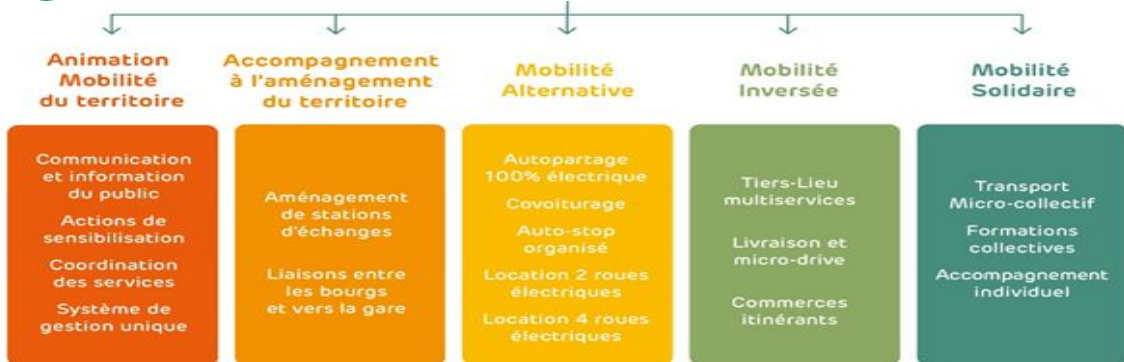 Animation
Mobilité
du territoire
Communication
et information
du public
Actions de
sensibilisation
Coordination
des services
Système de
gestion unique
Accompagnement
à l'aménagement
du territoire
Aménagement
de stations
d'échanges
Liaisons entre
les bourgs
et vers la gare
Mobilité
Alternative
Autopartage
100% électrique
Covoiturage
Auto-stop
organisé
Location 2 roues
électriques
Location 4 roues
électriques
Mobilité
Inversée
Tiers-Lieu
multiservices
Livraison et
micro-drive
Commerces
itinérants
Mobilité
Solidaire
Transport
Micro-collectif
Formations
collectives
Accompagnement
individuel